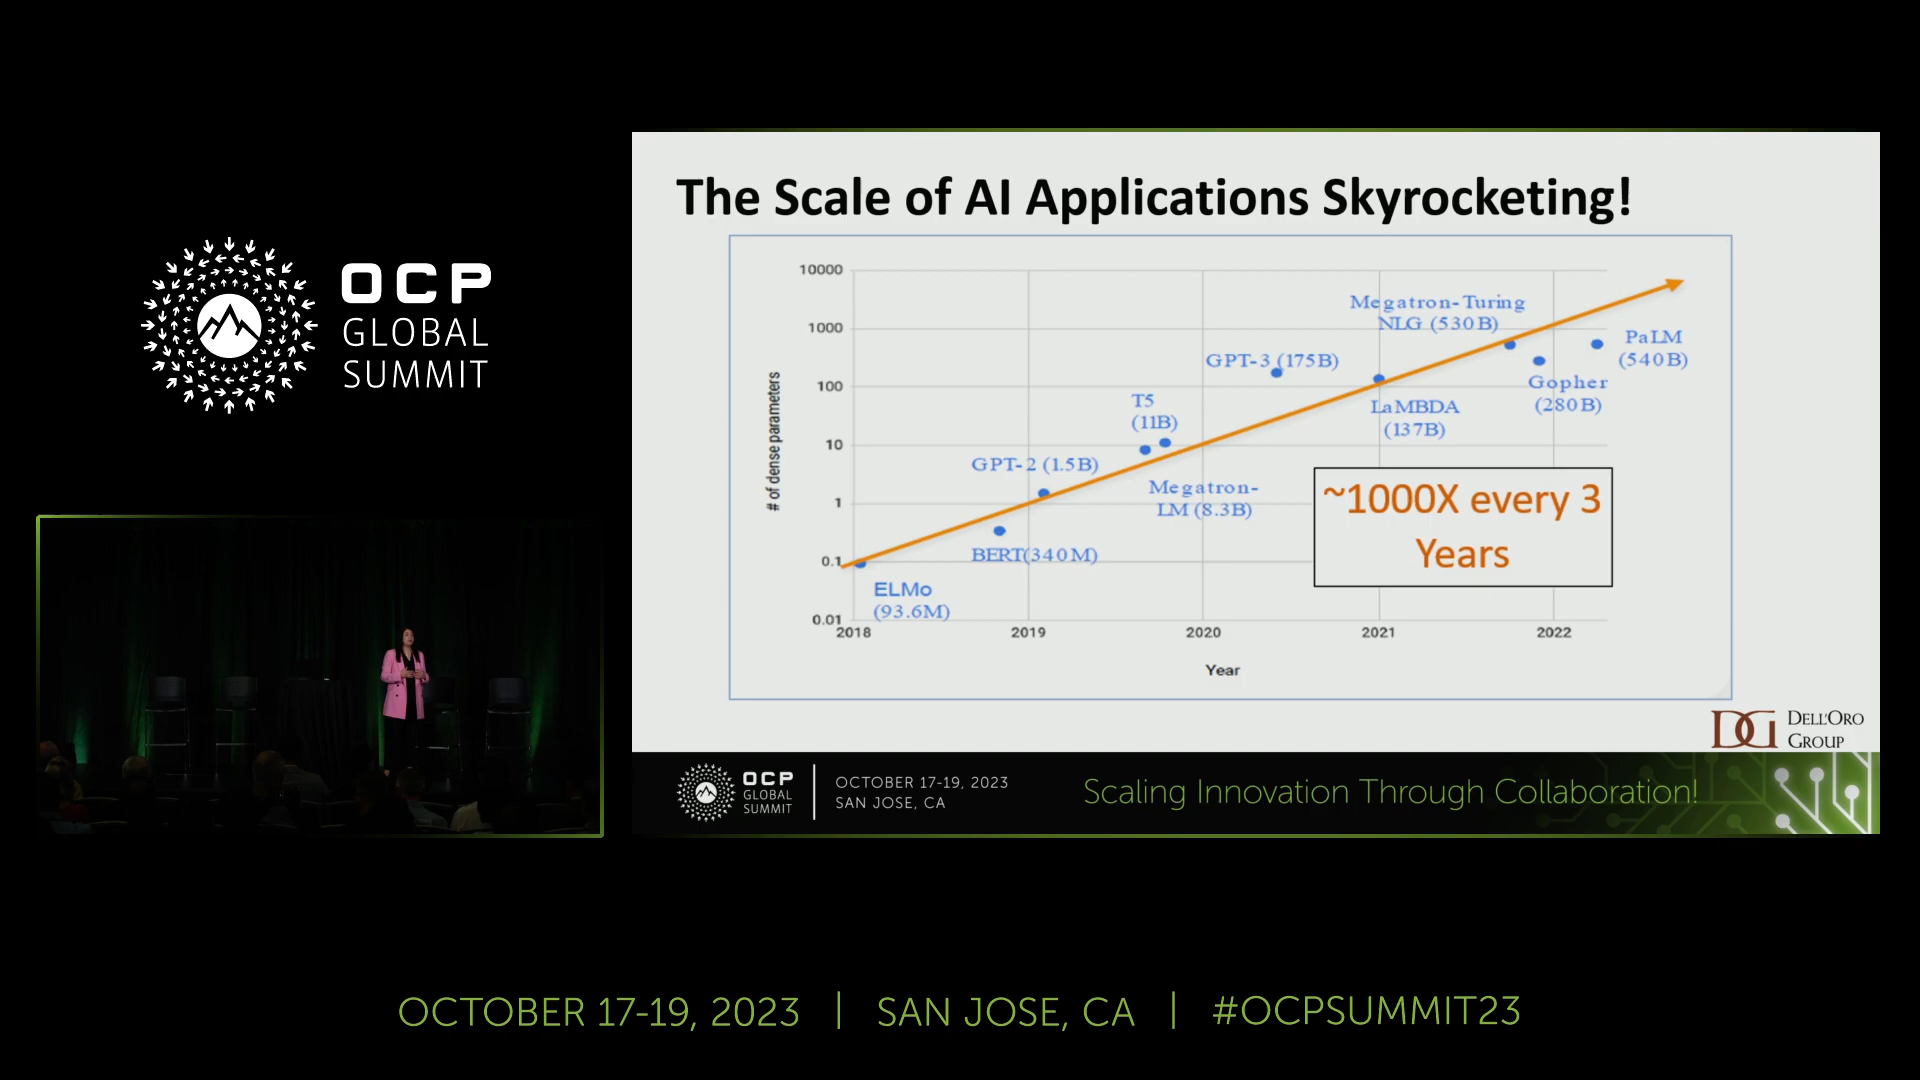 OCP
GLOBAL
SUMMIT
The Scale of AI Applications Skyrocketing!
10000
1000
100
10
1
0.1
0.01
# of dense parameters
2018
2019
2020
2021
2022
Year
ELMo
(93.6M)
BERT(340M)
GPT-2 (1.5B)
T5
(11B)
Megatron-
LM (8.3B)
GPT-3 (175B)
LaMBDA
(137B)
Megatron-Turing
NLG (530B)
Gopher
(280B)
PaLM
(540B)
~1000X every 3
Years
DG
DELL'ORO
GROUP
OCP
GLOBAL
SUMMIT
OCTOBER 17-19, 2023
SAN JOSE, CA
Scaling Innovation Through Collaboration!
OCTOBER 17-19, 2023 | SAN JOSE, CA | #OCPSUMMIT23